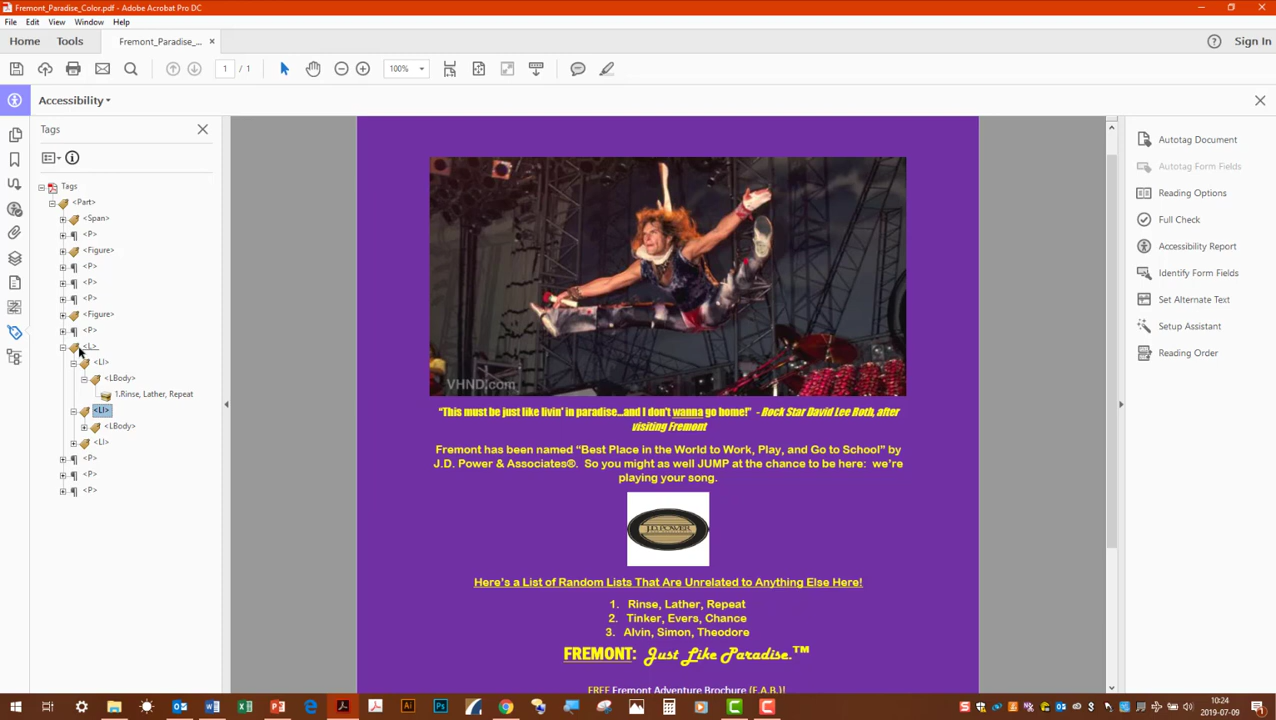 Fremont_Paradise_Color.pdf - Adobe Acrobat Pro DC
File Edit View Window Help
Home Tools Fremont_Paradise_... × Sign In
1 / 1 100%
Accessibility
Tags
Tags
<Part>
<Span>
<P>
<Figure>
<P>
<P>
<P>
<Figure>
<P>
<L>
<LI>
<LBody>
1.Rinse, Lather, Repeat
<LI>
<LBody>
<LI>
<P>
<P>
<P>
VHND.com
“This must be just like livin’ in paradise…and I don’t wanna go home!” - Rock Star David Lee Roth, after
visiting Fremont
Fremont has been named “Best Place in the World to Work, Play, and Go to School” by
J.D. Power & Associates®. So you might as well JUMP at the chance to be here: we’re
playing your song.
J.D.POWER
Here’s a List of Random Lists That Are Unrelated to Anything Else Here!
1. Rinse, Lather, Repeat
2. Tinker, Evers, Chance
3. Alvin, Simon, Theodore
FREMONT: Just Like Paradise.™
FREE Fremont Adventure Brochure (F.A.B.)!
Autotag Document
Autotag Form Fields
Reading Options
Full Check
Accessibility Report
Identify Form Fields
Set Alternate Text
Setup Assistant
Reading Order
10:24
2019-07-09